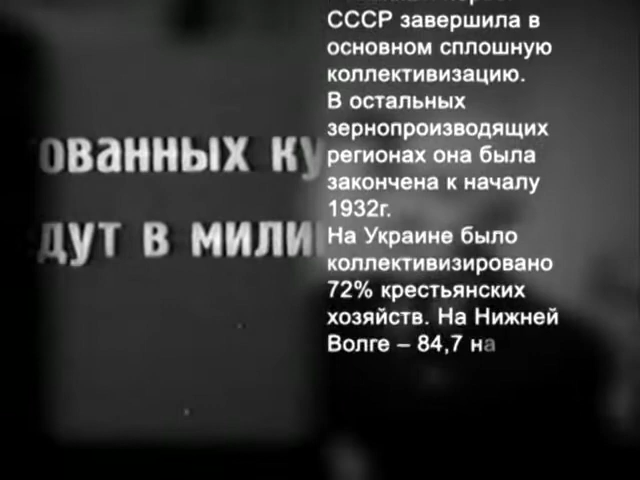 СССР завершила в
основном сплошную
коллективизацию.
В остальных
зернопроизводящих
регионах она была
закончена к началу
1932г.
На Украине было
коллективизировано
72% крестьянских
хозяйств. На Нижней
Волге – 84,7 на
ованных ку
дут в мили